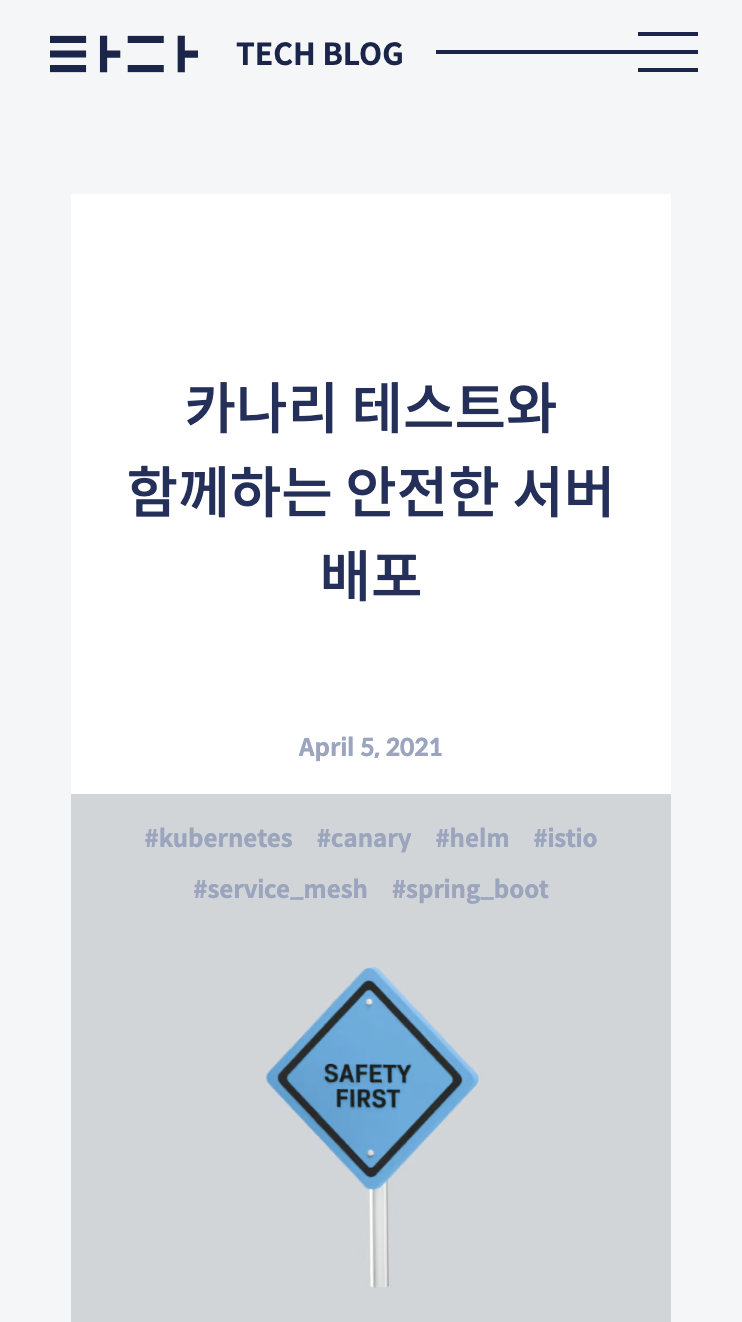 타다 TECH BLOG
카나리 테스트와
함께하는 안전한 서버
배포
April 5, 2021
#kubernetes #canary #helm #istio
#service_mesh #spring_boot
SAFETY
FIRST